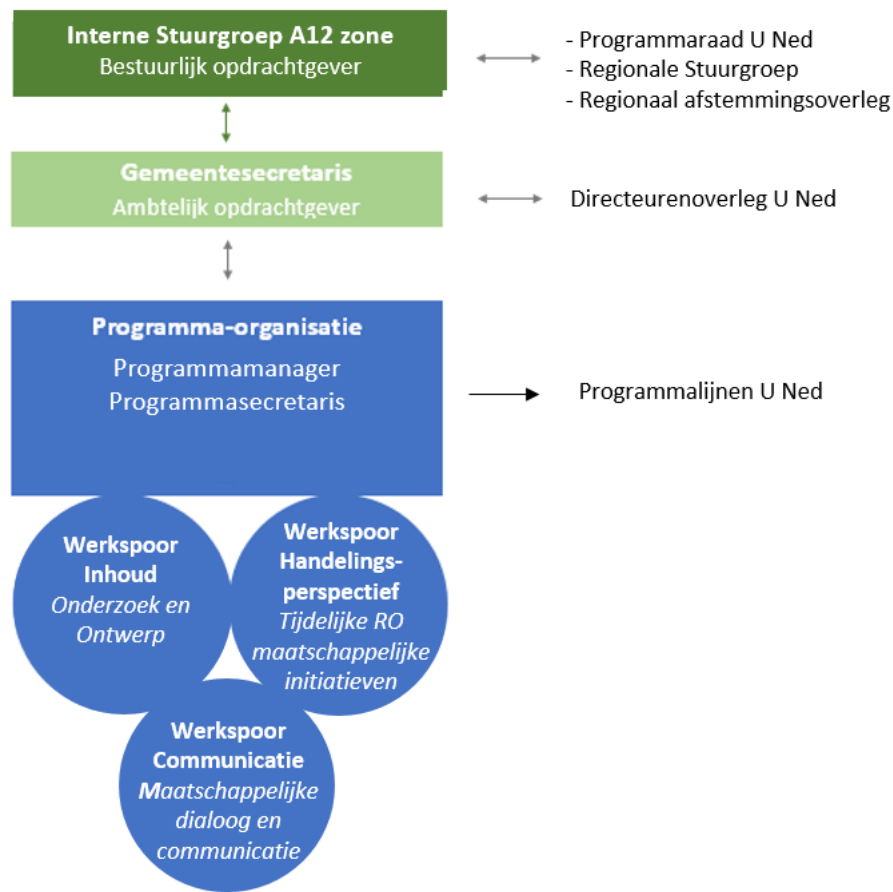 Interne Stuurgroep A12 zone
Bestuurlijk opdrachtgever
- Programmaraad U Ned
- Regionale Stuurgroep
- Regionaal afstemmingsoverleg
Gemeentesecretaris
Ambtelijk opdrachtgever
Directeurenoverleg U Ned
Programma-organisatie
Programmamanager
Programmasecretaris
Programmalijnen U Ned
Werkspoor
Inhoud
Onderzoek en
Ontwerp
Werkspoor
Handelings-
perspectief
Tijdelijke RO
maatschappelijke
initiatieven
Werkspoor
Communicatie
Maatschappelijke
dialoog en
communicatie